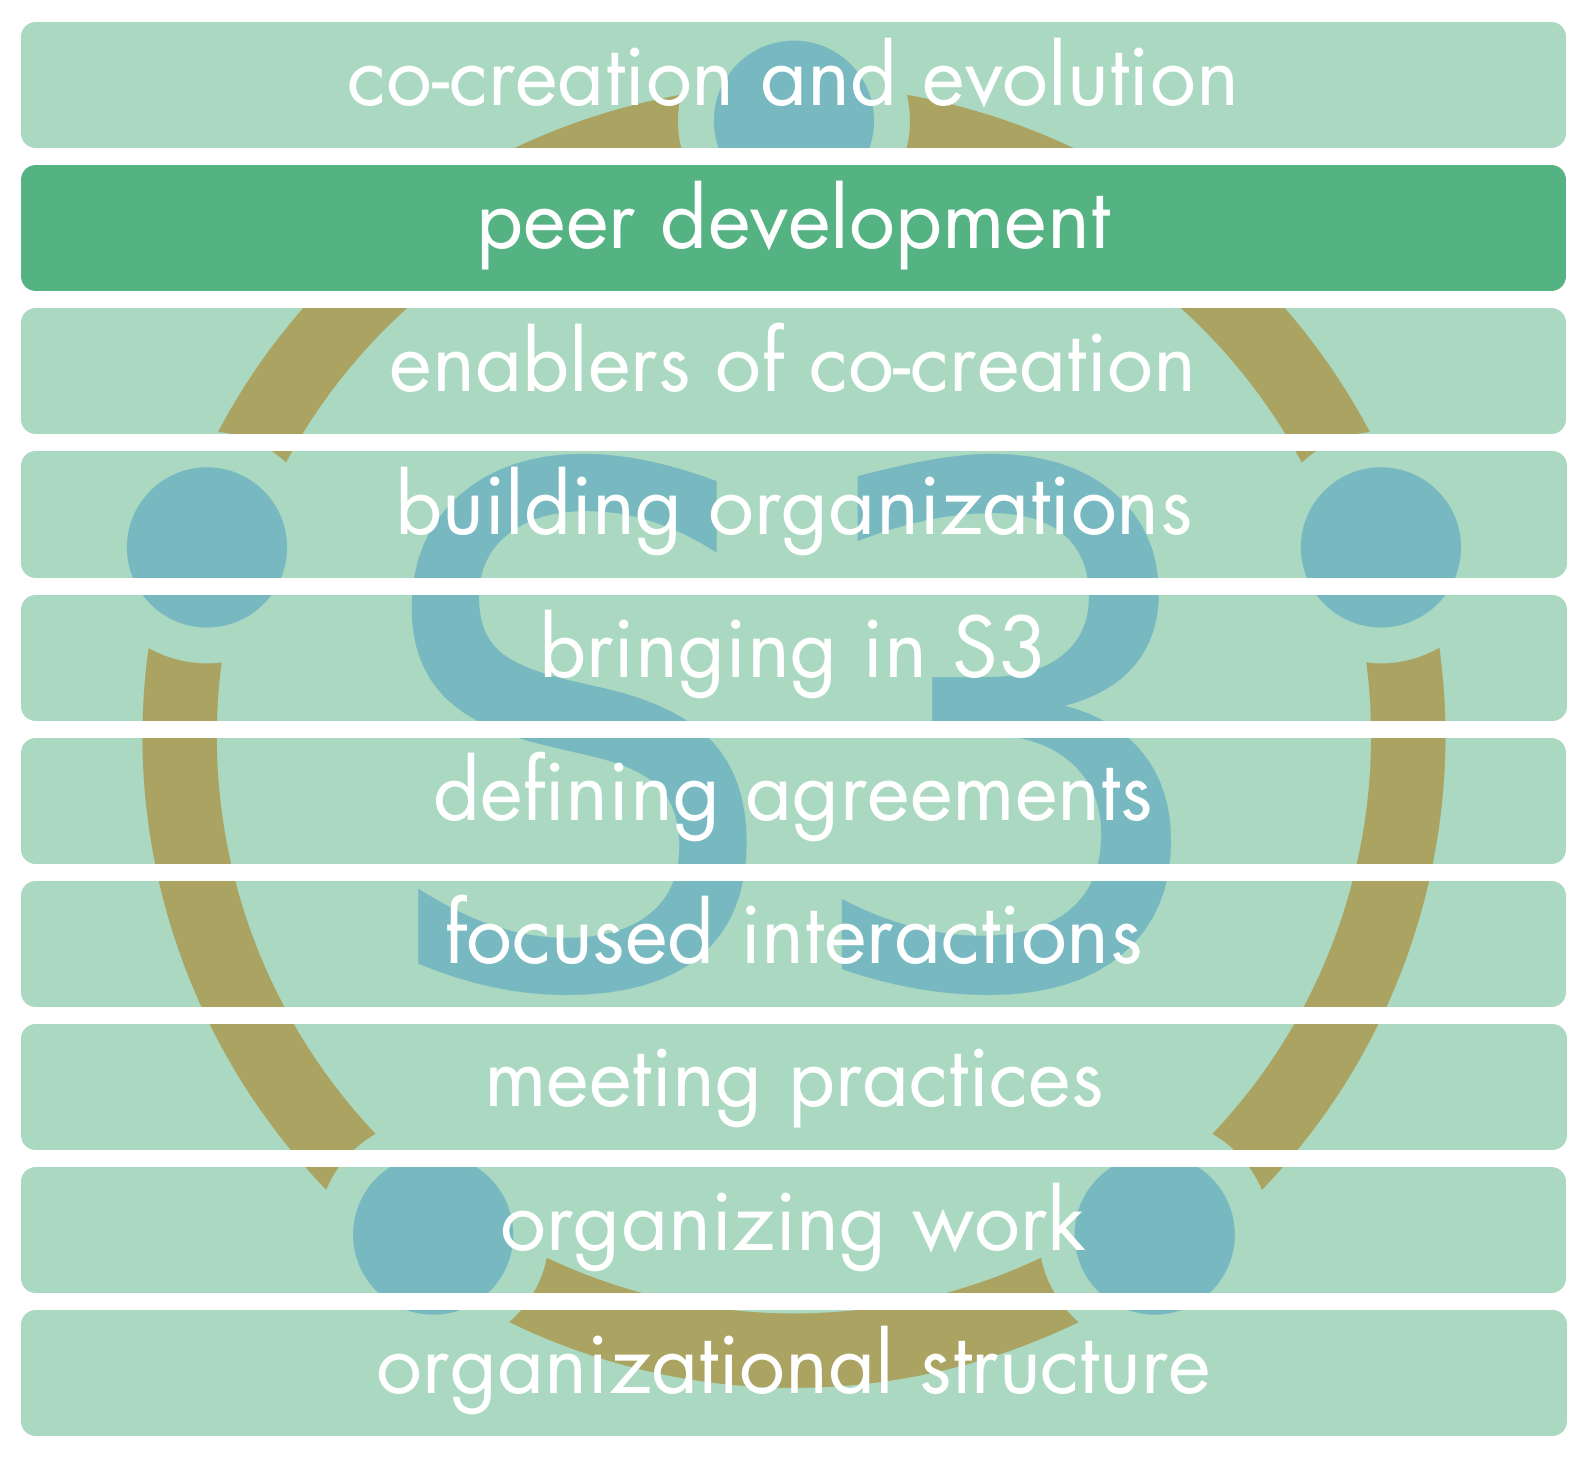 co-creation and evolution
peer development
enablers of co-creation
building organizations
bringing in S3
defining agreements
focused interactions
meeting practices
organizing work
organizational structure
S3